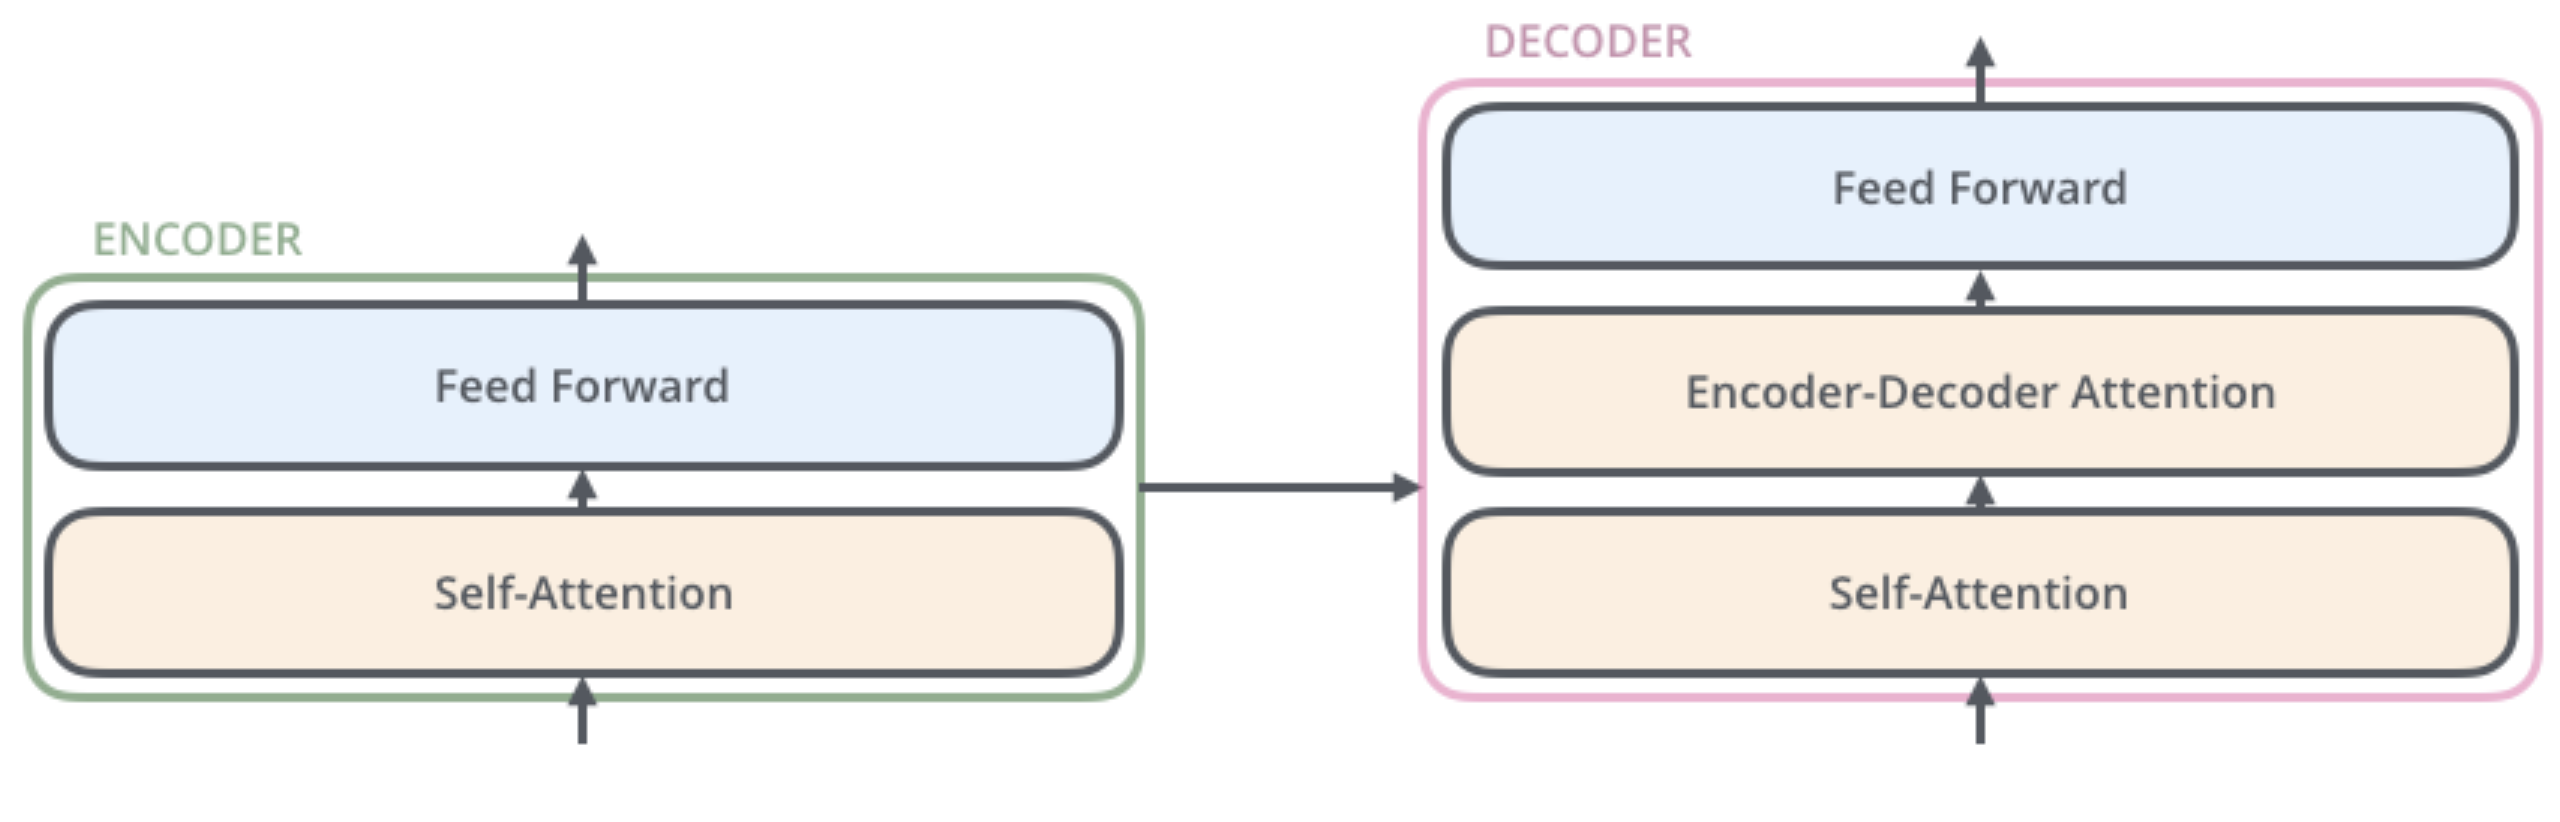 ENCODER
Feed Forward
Self-Attention
DECODER
Feed Forward
Encoder-Decoder Attention
Self-Attention